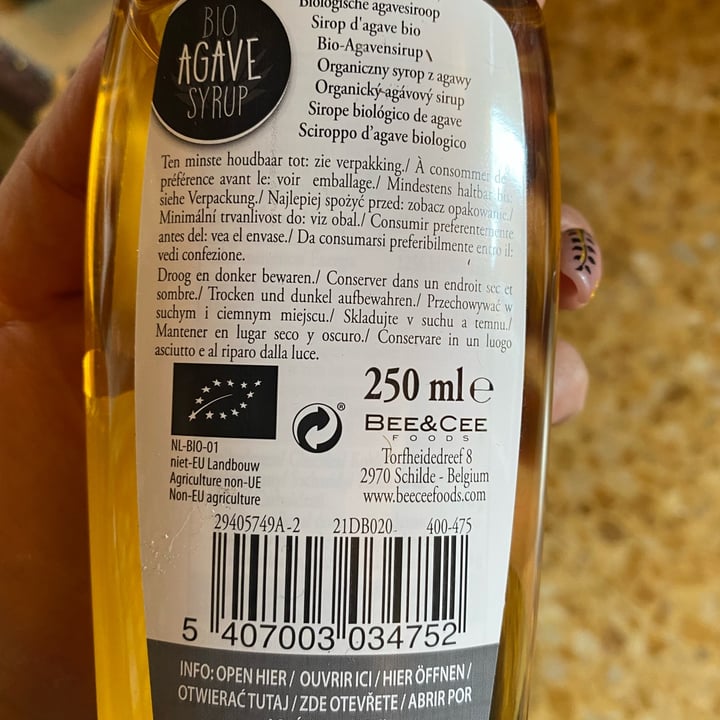 BIO
AGAVE
SYRUP
Biologische agavesiroop
Sirop d'agave bio
Bio-Agavensirup
Organiczny syrop z agawy
Organický-agávový sirup
Sirope biológico de agave
Sciroppo d'agave biologico
Ten minste houdbaar tot: zie verpakking./ À consommer de
préférence avant le: voir emballage./ Mindestens haltbar bis:
siehe Verpackung./ Najlepiej spożyć przed: zobacz opakowanie./
Minimální trvanlivost do: viz obal./ Consumir preferentemente
antes del: vea el envase./ Da consumarsi preferibilmente entro il:
vedi confezione.
Droog en donker bewaren./ Conserver dans un endroit sec et
sombre./ Trocken und dunkel aufbewahren./ Przechowywać w
suchym i ciemnym miejscu./ Skladujte v suchu a temnu./
Mantener en lugar seco y oscuro./ Conservare in un luogo
asciutto e al riparo dalla luce.
250 ml e
BEE&CEE
FOODS
Torfheidedreef 8
2970 Schilde - Belgium
www.beeceefoods.com
®
NL-BIO-01
niet-EU Landbouw
Agriculture non-UE
Non-EU agriculture
29405749A-2 21DB020- 400-475
5 407003 034752
INFO: OPEN HIER / OUVRIR ICI / HIER ÖFFNEN /
OTWIERAĆ TUTAJ / ZDE OTEVŘETE / ABRIR POR